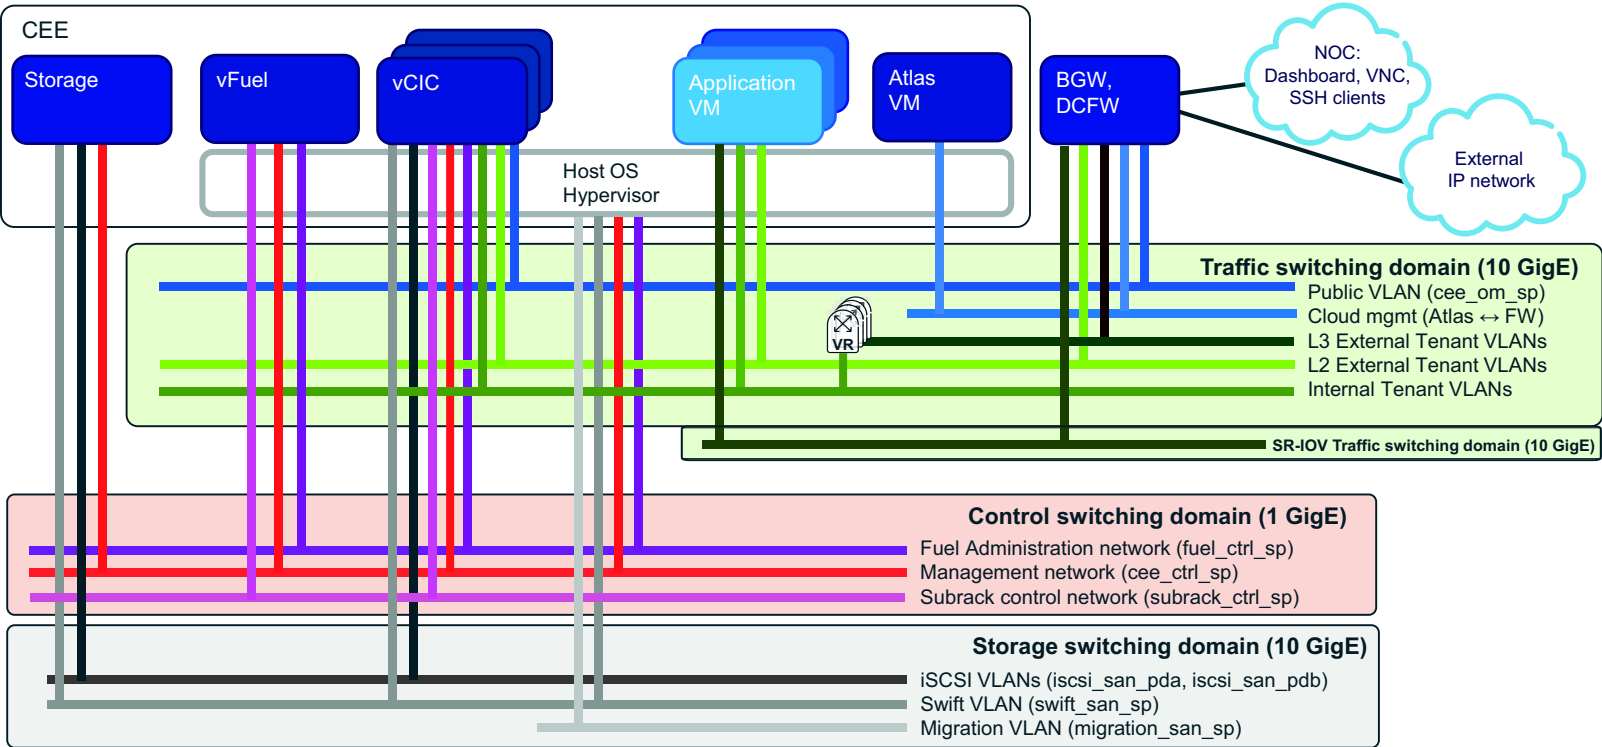 CEE
Storage
vFuel
vCIC
Application
VM
Atlas
VM
BGW,
DCFW
NOC:
Dashboard, VNC,
SSH clients
External
IP network
Host OS
Hypervisor
Traffic switching domain (10 GigE)
Public VLAN (cee_om_sp)
Cloud mgmt (Atlas ↔ FW)
VR
L3 External Tenant VLANs
L2 External Tenant VLANs
Internal Tenant VLANs
SR-IOV Traffic switching domain (10 GigE)
Control switching domain (1 GigE)
Fuel Administration network (fuel_ctrl_sp)
Management network (cee_ctrl_sp)
Subrack control network (subrack_ctrl_sp)
Storage switching domain (10 GigE)
iSCSI VLANs (iscsi_san_pda, iscsi_san_pdb)
Swift VLAN (swift_san_sp)
Migration VLAN (migration_san_sp)